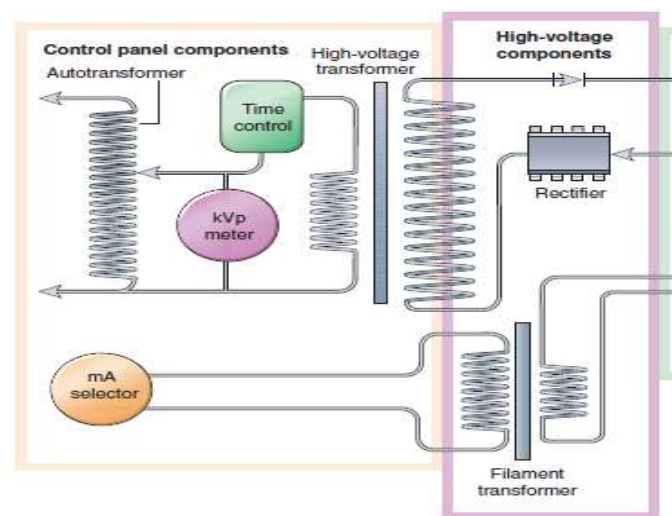 Control panel components
Autotransformer
High-voltage
transformer
High-voltage
components
Time
control
kVp
meter
Rectifier
mA
selector
Filament
transformer